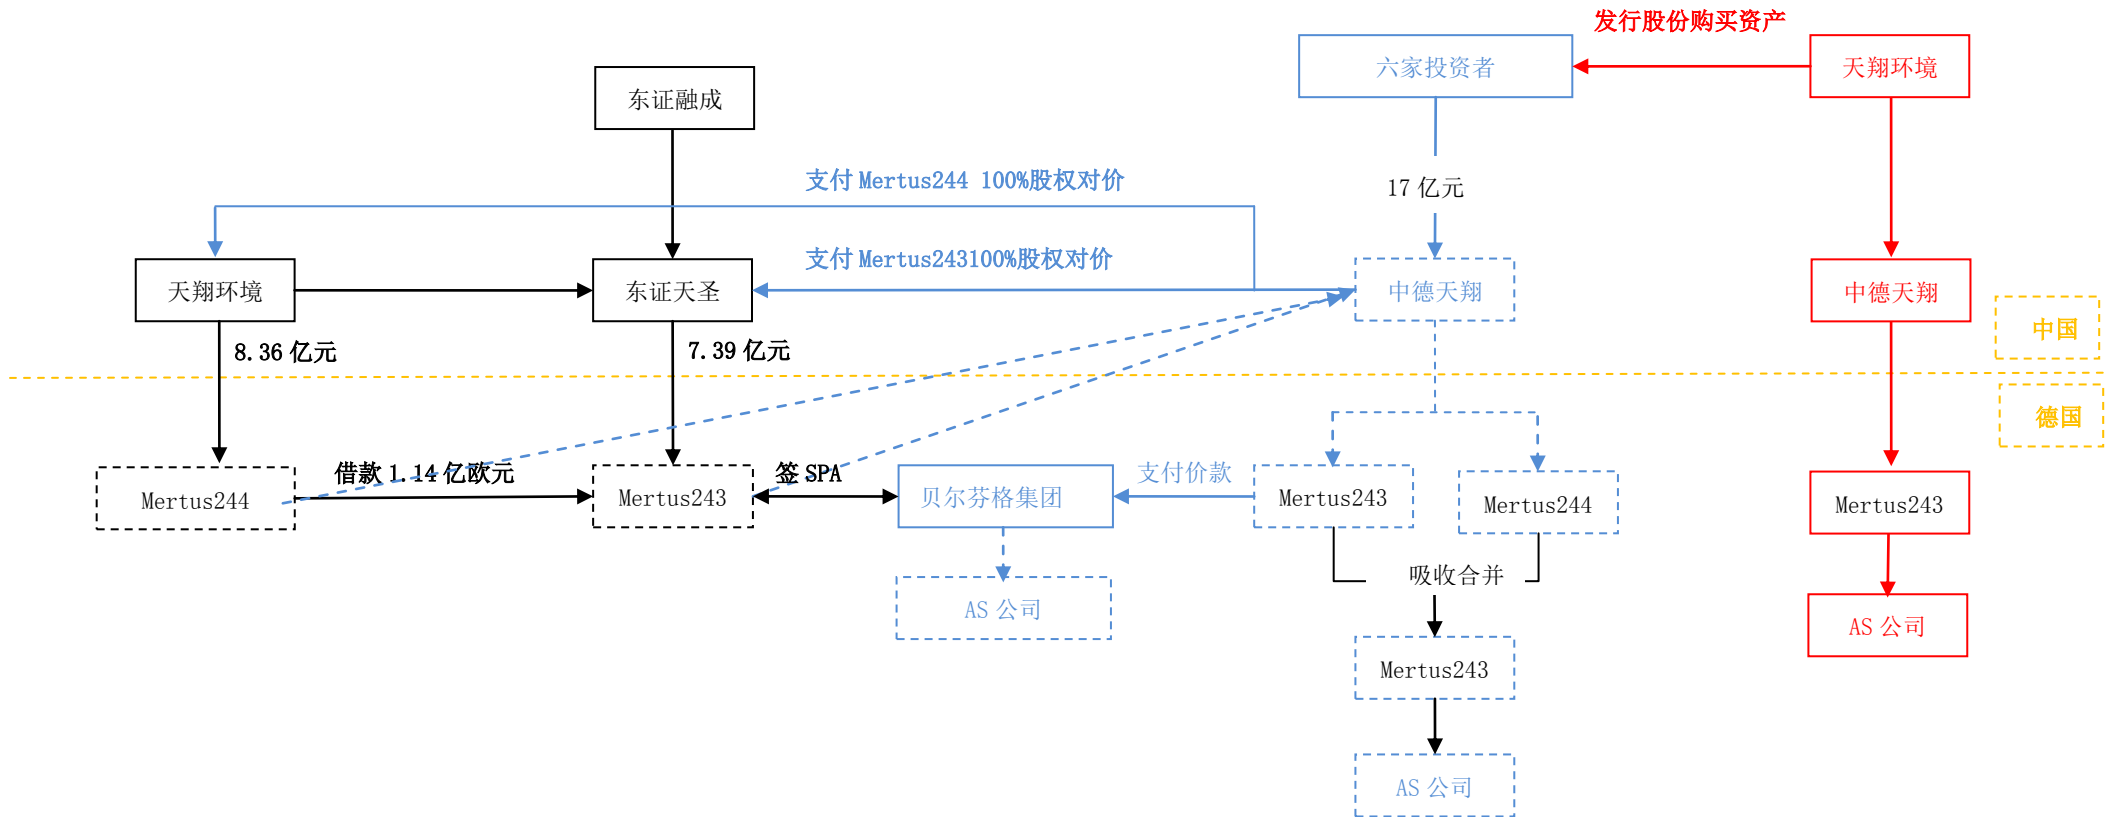 发行股份购买资产
六家投资者
天翔环境
东证融成
支付 Mertus244 100%股权对价
17 亿元
支付 Mertus243100%股权对价
天翔环境
东证天圣
中德天翔
中德天翔
中国
8.36 亿元
7.39 亿元
德国
借款 1.14 亿欧元
签 SPA
支付价款
Mertus244
Mertus243
贝尔芬格集团
Mertus243
Mertus244
Mertus243
吸收合并
AS 公司
AS 公司
Mertus243
AS 公司